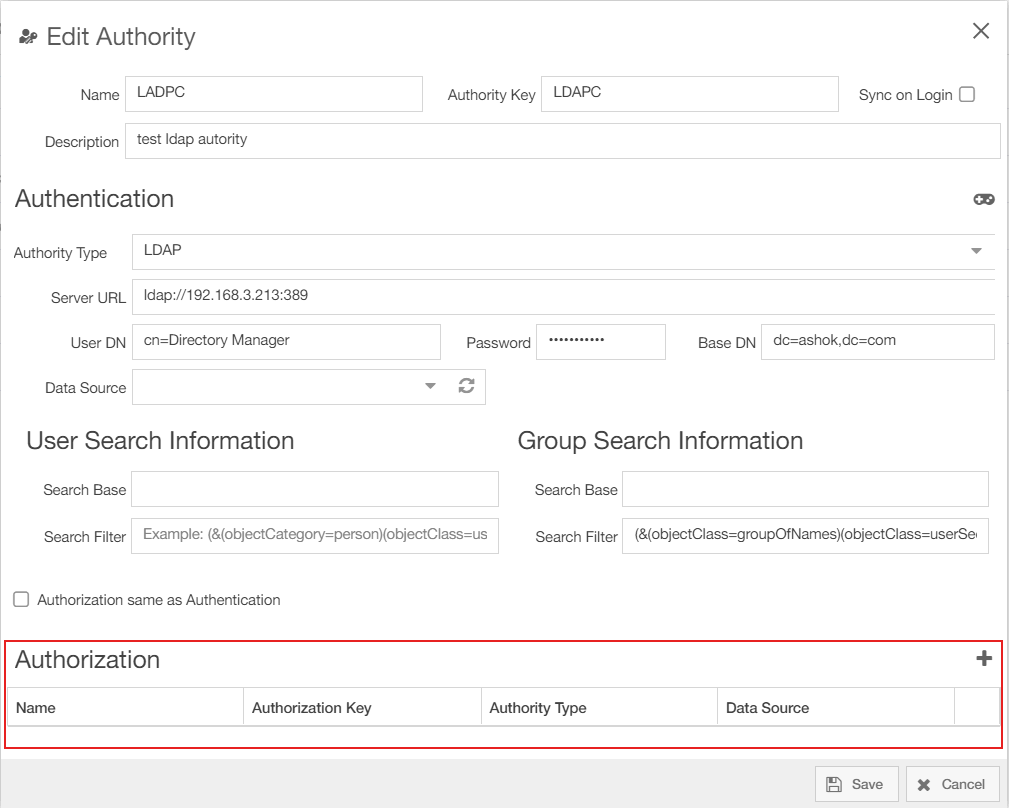 Edit Authority
Name LADPC Authority Key LDAPC Sync on Login
Description test ldap autority
Authentication
Authority Type LDAP
Server URL ldap://192.168.3.213:389
User DN cn=Directory Manager Password ••••••••••• Base DN dc=ashok,dc=com
Data Source
User Search Information Group Search Information
Search Base Search Base
Search Filter Example: (&(objectCategory=person)(objectClass=us Search Filter (&(objectClass=groupOfNames)(objectClass=userSe
Authorization same as Authentication
Authorization
Name Authorization Key Authority Type Data Source
Save Cancel